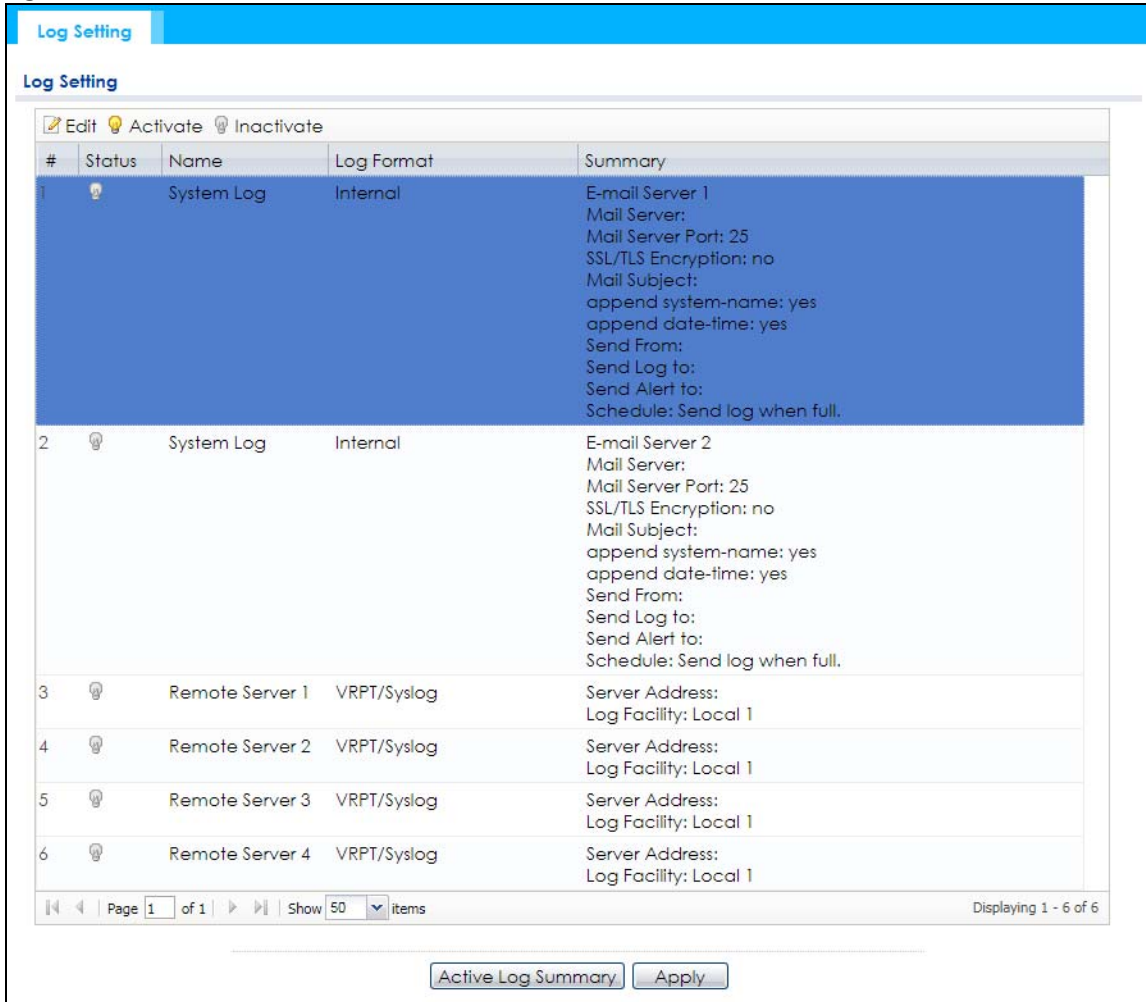 Log Setting
Log Setting
Edit Activate Inactivate
# Status Name Log Format Summary
1 System Log Internal E-mail Server 1
Mail Server:
Mail Server Port: 25
SSL/TLS Encryption: no
Mail Subject:
append system-name: yes
append date-time: yes
Send From:
Send Log to:
Send Alert to:
Schedule: Send log when full.
2 System Log Internal E-mail Server 2
Mail Server:
Mail Server Port: 25
SSL/TLS Encryption: no
Mail Subject:
append system-name: yes
append date-time: yes
Send From:
Send Log to:
Send Alert to:
Schedule: Send log when full.
3 Remote Server 1 VRPT/Syslog Server Address:
Log Facility: Local 1
4 Remote Server 2 VRPT/Syslog Server Address:
Log Facility: Local 1
5 Remote Server 3 VRPT/Syslog Server Address:
Log Facility: Local 1
6 Remote Server 4 VRPT/Syslog Server Address:
Log Facility: Local 1
Page 1 of 1 Show 50 items Displaying 1 - 6 of 6
Active Log Summary Apply